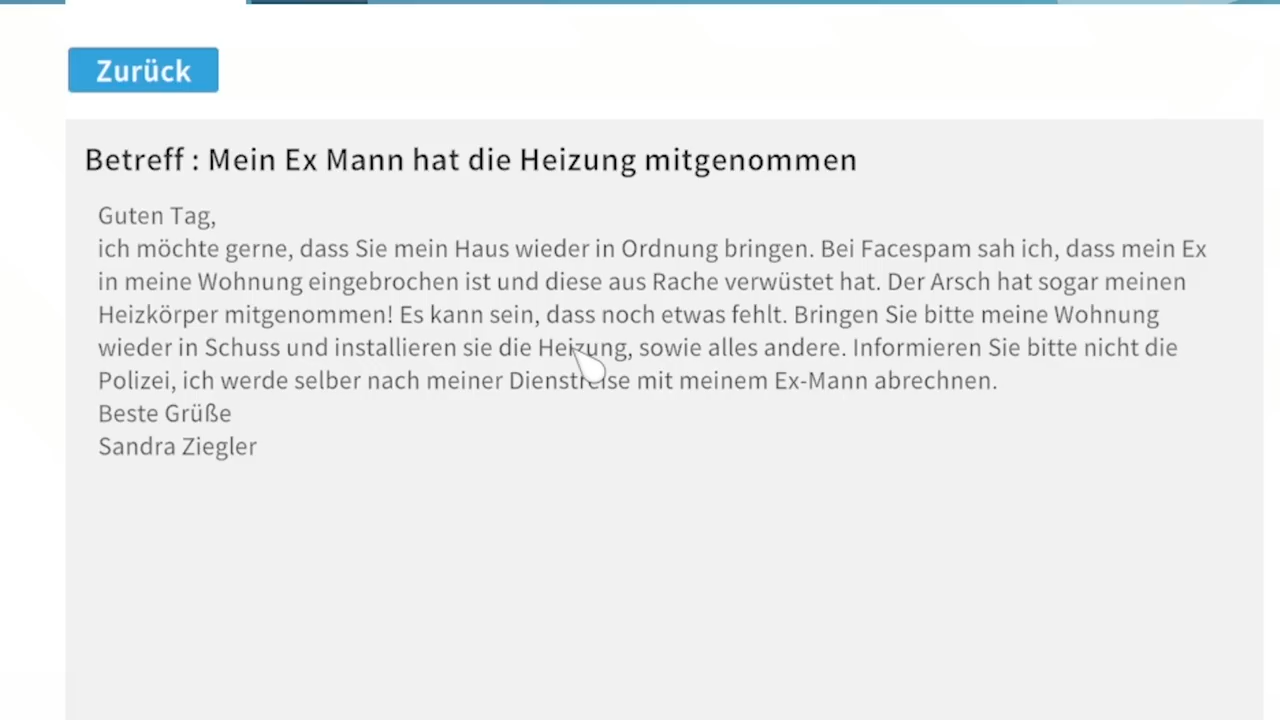 Zurück
Betreff : Mein Ex Mann hat die Heizung mitgenommen
Guten Tag,
ich möchte gerne, dass Sie mein Haus wieder in Ordnung bringen. Bei Facespam sah ich, dass mein Ex
in meine Wohnung eingebrochen ist und diese aus Rache verwüstet hat. Der Arsch hat sogar meinen
Heizkörper mitgenommen! Es kann sein, dass noch etwas fehlt. Bringen Sie bitte meine Wohnung
wieder in Schuss und installieren sie die Heizung, sowie alles andere. Informieren Sie bitte nicht die
Polizei, ich werde selber nach meiner Dienstreise mit meinem Ex-Mann abrechnen.
Beste Grüße
Sandra Ziegler